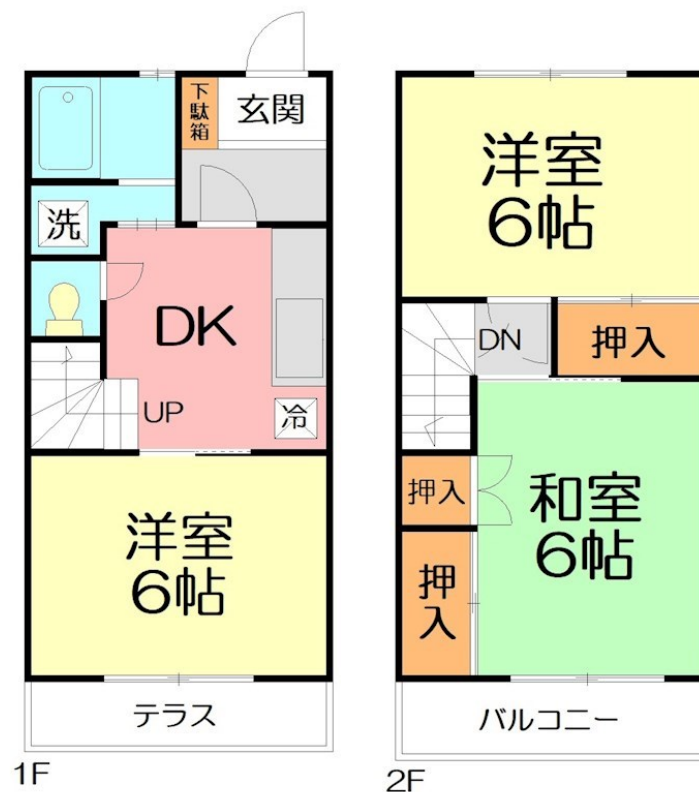 下駄箱
玄関
洗
DK
UP
冷
洋室
6帖
テラス
1F
洋室
6帖
DN
押入
押入
和室
6帖
押入
バルコニー
2F